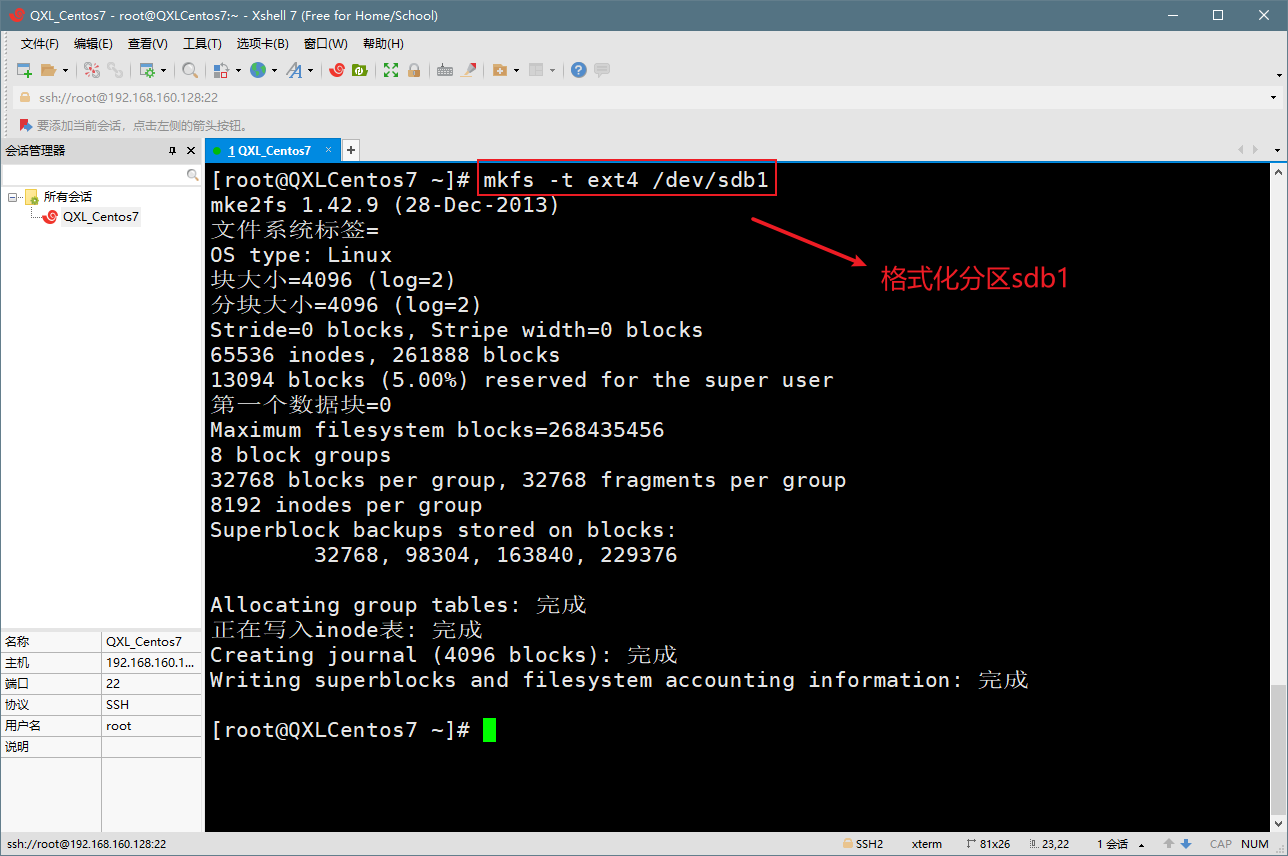 QXL_Centos7 - root@QXLCentos7:~ - Xshell 7 (Free for Home/School)
文件(F) 编辑(E) 查看(V) 工具(T) 选项卡(B) 窗口(W) 帮助(H)
ssh://root@192.168.160.128:22
要添加当前会话，点击左侧的箭头按钮。
会话管理器
1 QXL_Centos7
所有会话
QXL_Centos7
[root@QXLCentos7 ~]# mkfs -t ext4 /dev/sdb1
mke2fs 1.42.9 (28-Dec-2013)
文件系统标签=
OS type: Linux
块大小=4096 (log=2)
分块大小=4096 (log=2)
Stride=0 blocks, Stripe width=0 blocks
65536 inodes, 261888 blocks
13094 blocks (5.00%) reserved for the super user
第一个数据块=0
Maximum filesystem blocks=268435456
8 block groups
32768 blocks per group, 32768 fragments per group
8192 inodes per group
Superblock backups stored on blocks:
32768, 98304, 163840, 229376
Allocating group tables: 完成
正在写入inode表: 完成
Creating journal (4096 blocks): 完成
Writing superblocks and filesystem accounting information: 完成
[root@QXLCentos7 ~]#
格式化分区sdb1
名称 QXL_Centos7
主机 192.168.160.1...
端口 22
协议 SSH
用户名 root
说明
ssh://root@192.168.160.128:22 SSH2 xterm 81x26 23,22 1 会话 CAP NUM